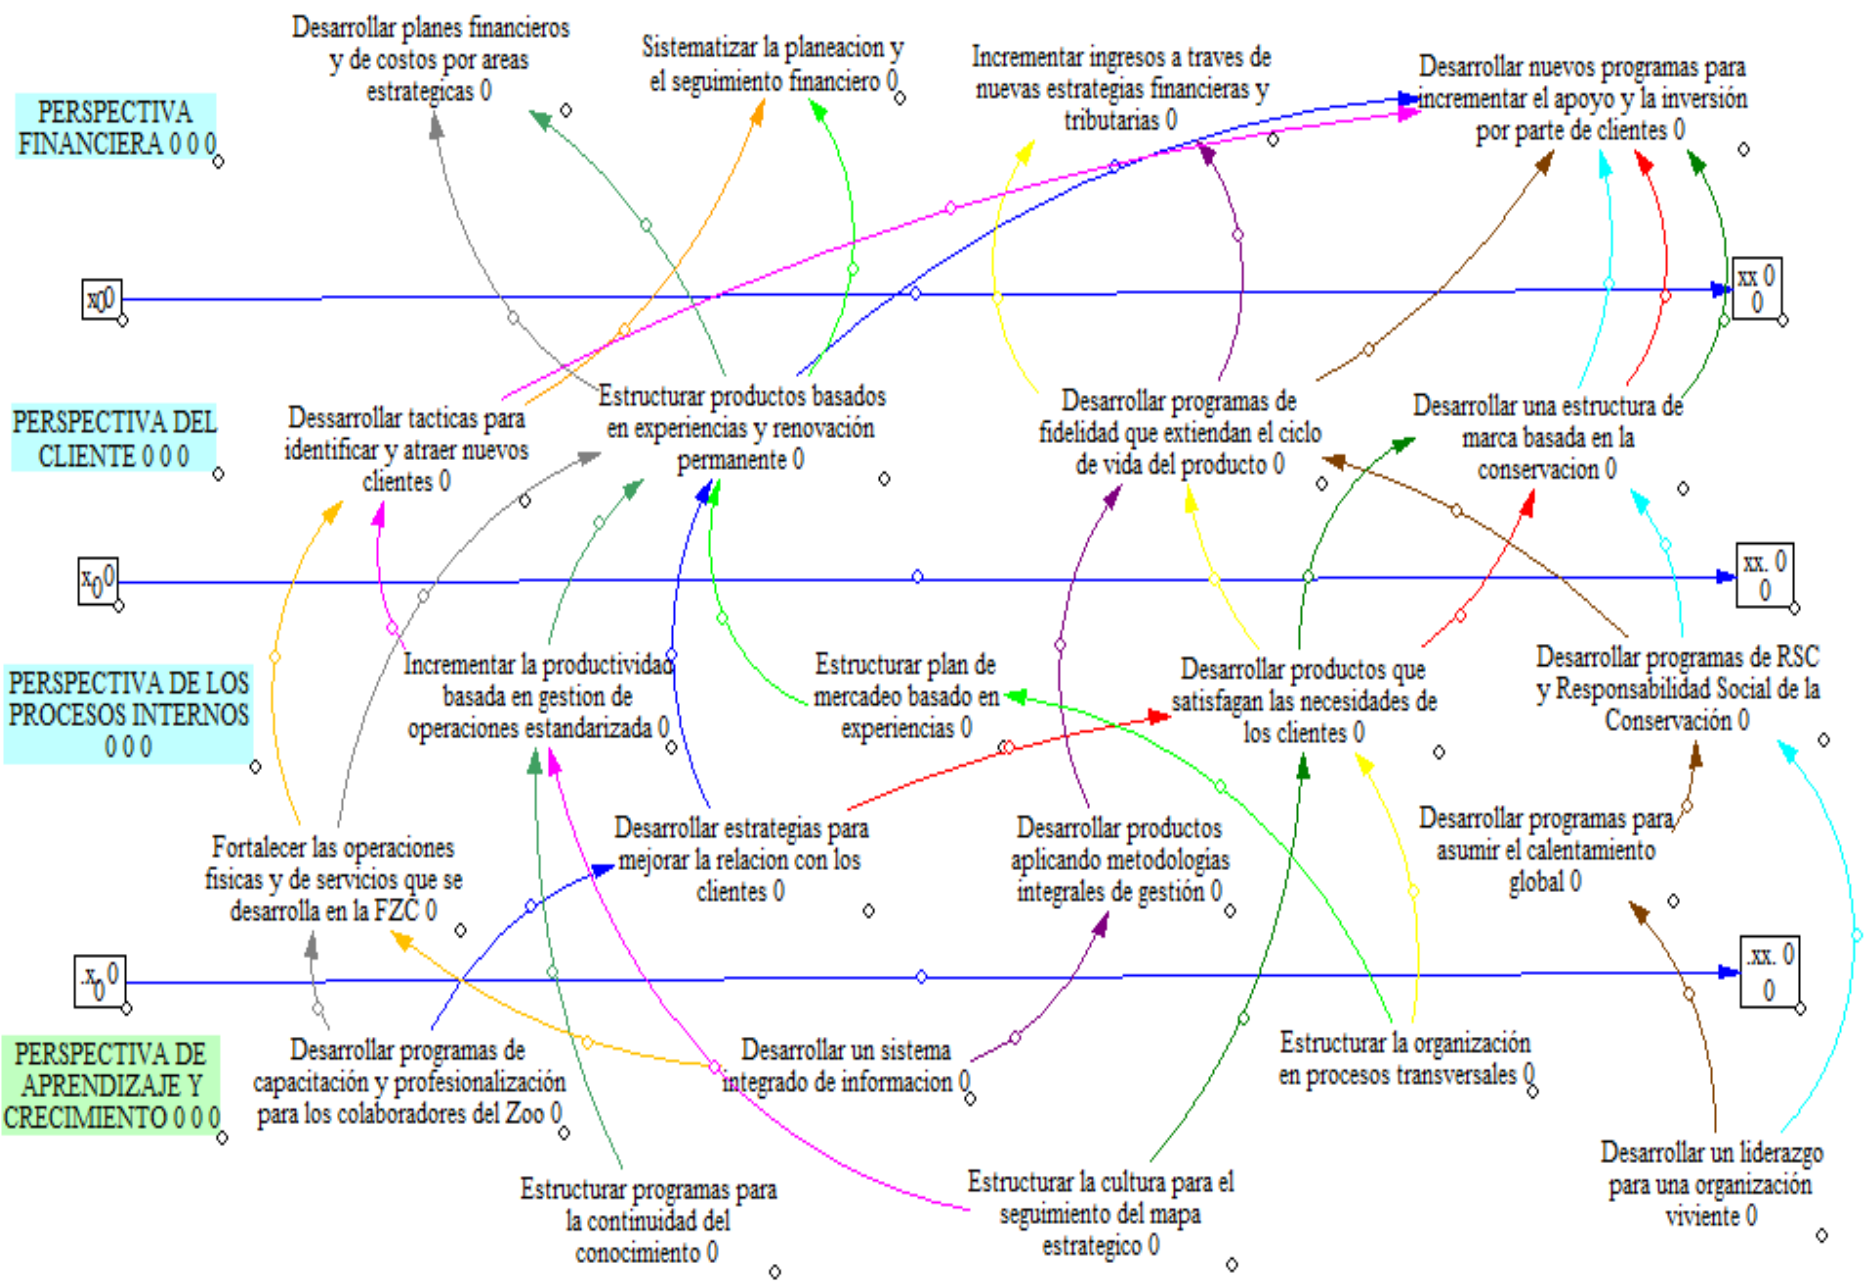 Desarrollar planes financieros
y de costos por areas
estrategicas 0
Sistematizar la planeacion y
el seguimiento financiero 0
Incrementar ingresos a traves de
nuevas estrategias financieras y
tributarias 0
Desarrollar nuevos programas para
incrementar el apoyo y la inversión
por parte de clientes 0
PERSPECTIVA
FINANCIERA 0 0 0
x00
xx 0
0
PERSPECTIVA DEL
CLIENTE 0 0 0
Dessarrollar tacticas para
identificar y atraer nuevos
clientes 0
Estructurar productos basados
en experiencias y renovación
permanente 0
Desarrollar programas de
fidelidad que extiendan el ciclo
de vida del producto 0
Desarrollar una estructura de
marca basada en la
conservacion 0
x00
xx. 0
0
PERSPECTIVA DE LOS
PROCESOS INTERNOS
0 0 0
Incrementar la productividad
basada en gestion de
operaciones estandarizada 0
Estructurar plan de
mercadeo basado en
experiencias 0
Desarrollar productos que
satisfagan las necesidades de
los clientes 0
Desarrollar programas de RSC
y Responsabilidad Social de la
Conservación 0
Fortalecer las operaciones
fisicas y de servicios que se
desarrolla en la FZC 0
Desarrollar estrategias para
mejorar la relacion con los
clientes 0
Desarrollar productos
aplicando metodologías
integrales de gestión 0
Desarrollar programas para
asumir el calentamiento
global 0
.x00
.xx. 0
0
PERSPECTIVA DE
APRENDIZAJE Y
CRECIMIENTO 0 0 0
Desarrollar programas de
capacitación y profesionalización
para los colaboradores del Zoo 0
Desarrollar un sistema
integrado de informacion 0
Estructurar la organización
en procesos transversales 0
Estructurar programas para
la continuidad del
conocimiento 0
Estructurar la cultura para el
seguimiento del mapa
estrategico 0
Desarrollar un liderazgo
para una organización
viviente 0